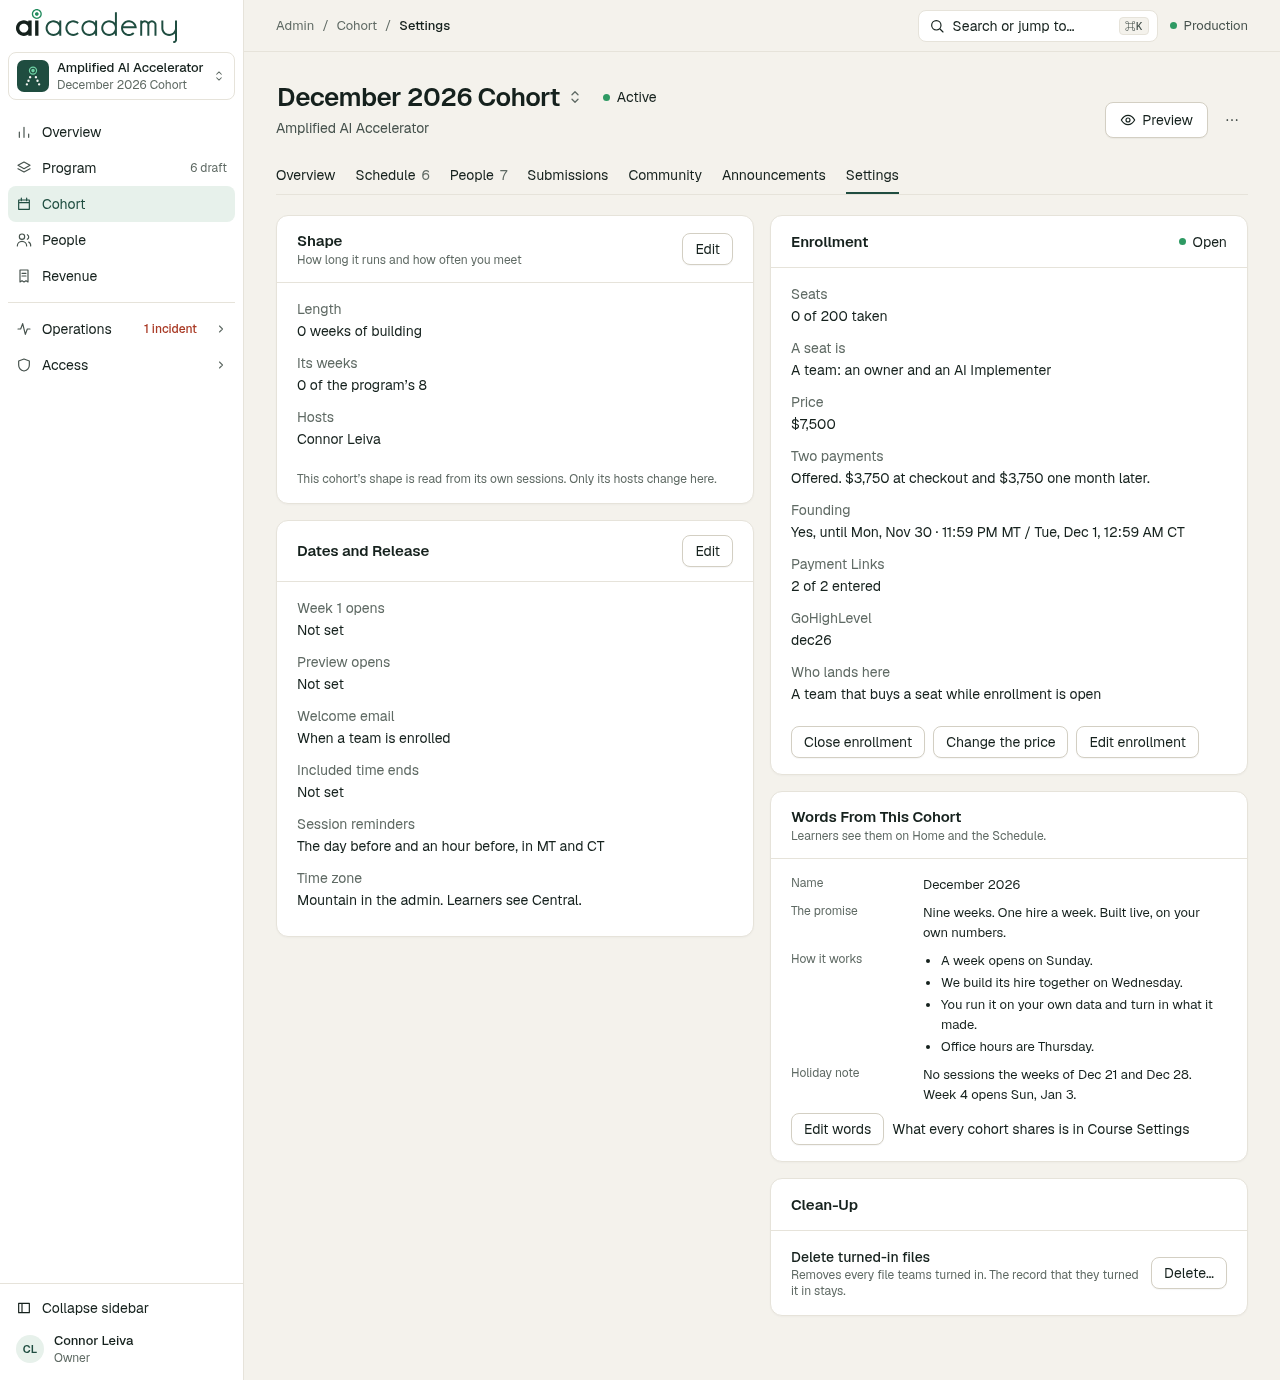 ai academy
Amplified AI Accelerator
December 2026 Cohort
Overview
Program 6 draft
Cohort
People
Revenue
Operations 1 incident
Access
Collapse sidebar
CL
Connor Leiva
Owner
Admin / Cohort / Settings
Search or jump to... ⌘K
Production
December 2026 Cohort
Active
Amplified AI Accelerator
Preview
...
Overview Schedule 6 People 7 Submissions Community Announcements Settings
Shape
How long it runs and how often you meet
Edit
Length
0 weeks of building
Its weeks
0 of the program's 8
Hosts
Connor Leiva
This cohort's shape is read from its own sessions. Only its hosts change here.
Dates and Release
Edit
Week 1 opens
Not set
Preview opens
Not set
Welcome email
When a team is enrolled
Included time ends
Not set
Session reminders
The day before and an hour before, in MT and CT
Time zone
Mountain in the admin. Learners see Central.
Enrollment
Open
Seats
0 of 200 taken
A seat is
A team: an owner and an AI Implementer
Price
$7,500
Two payments
Offered. $3,750 at checkout and $3,750 one month later.
Founding
Yes, until Mon, Nov 30 · 11:59 PM MT / Tue, Dec 1, 12:59 AM CT
Payment Links
2 of 2 entered
GoHighLevel
dec26
Who lands here
A team that buys a seat while enrollment is open
Close enrollment
Change the price
Edit enrollment
Words From This Cohort
Learners see them on Home and the Schedule.
Name
December 2026
The promise
Nine weeks. One hire a week. Built live, on your
own numbers.
How it works
• A week opens on Sunday.
• We build its hire together on Wednesday.
• You run it on your own data and turn in what it
made.
• Office hours are Thursday.
Holiday note
No sessions the weeks of Dec 21 and Dec 28.
Week 4 opens Sun, Jan 3.
Edit words
What every cohort shares is in Course Settings
Clean-Up
Delete turned-in files
Removes every file teams turned in. The record that they turned
it in stays.
Delete...